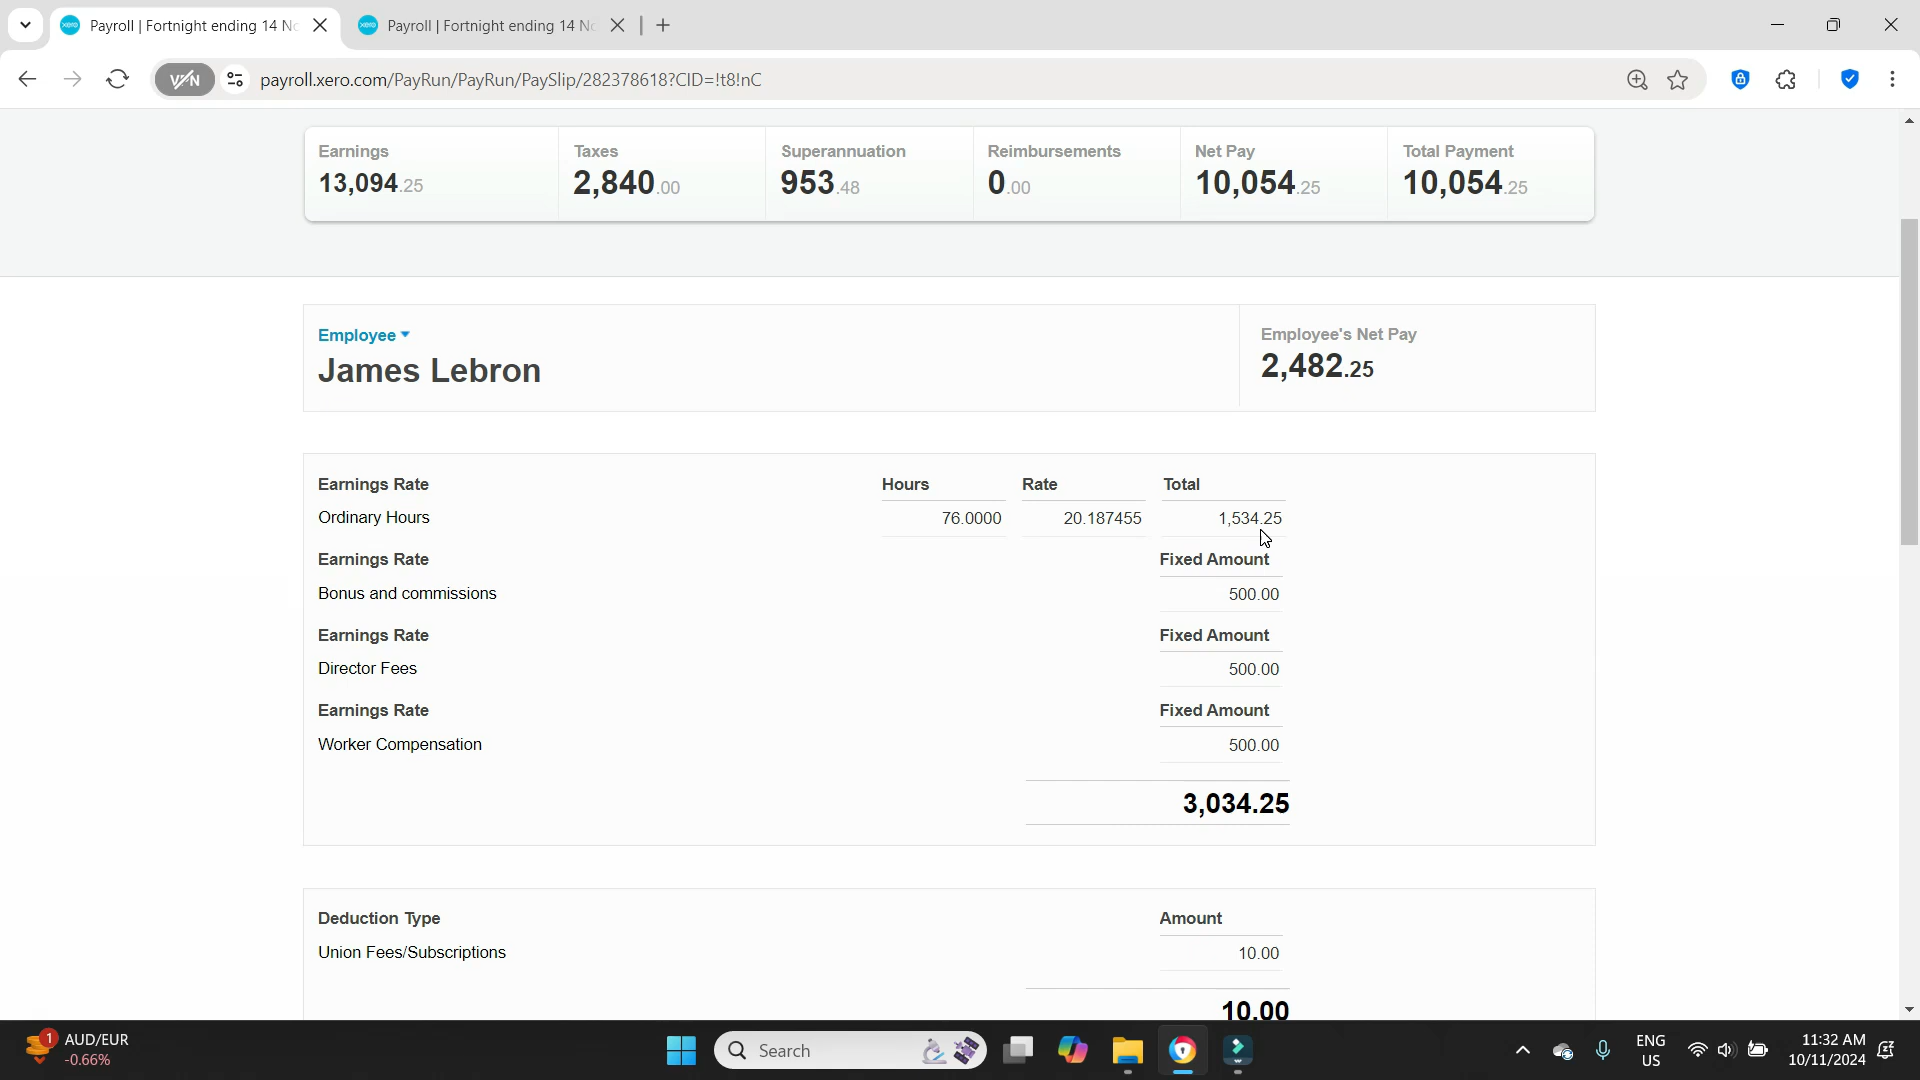 Payroll | Fortnight ending 14 No
Payroll | Fortnight ending 14 No
VPN
payroll.xero.com/PayRun/PayRun/PaySlip/282378618?CID=!t8!nC
Earnings Taxes Superannuation Reimbursements Net Pay Total Payment
13,094.25 2,840.00 953.48 0.00 10,054.25 10,054.25
Employee Employee's Net Pay
James Lebron 2,482.25
Earnings Rate Hours Rate Total
Ordinary Hours 76.0000 20.187455 1,534.25
Earnings Rate Fixed Amount
Bonus and commissions 500.00
Earnings Rate Fixed Amount
Director Fees 500.00
Earnings Rate Fixed Amount
Worker Compensation 500.00
3,034.25
Deduction Type Amount
Union Fees/Subscriptions 10.00
10.00
1 AUD/EUR
-0.66%
Search
ENG
US
11:32 AM
10/11/2024